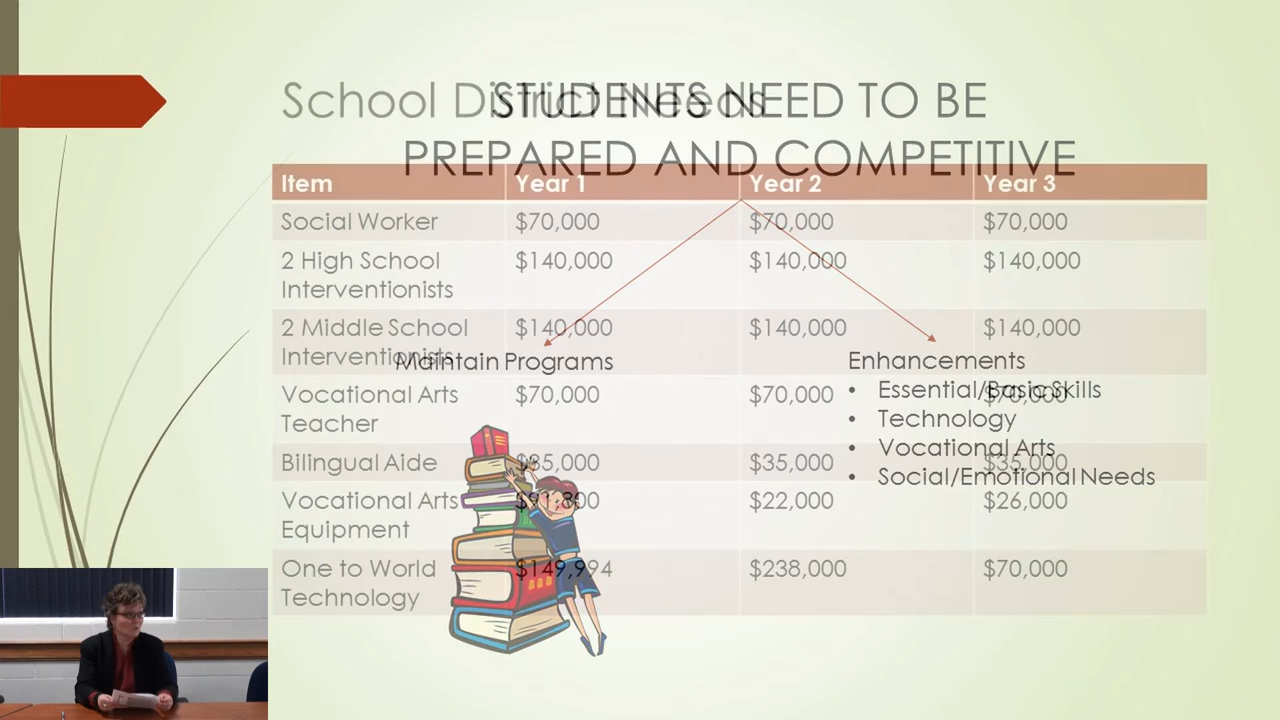 School District Needs
STUDENTS NEED TO BE
PREPARED AND COMPETITIVE
Item Year 1 Year 2 Year 3
Social Worker $70,000 $70,000 $70,000
2 High School
Interventionists $140,000 $140,000 $140,000
2 Middle School
Interventionists $140,000 $140,000 $140,000
Vocational Arts
Teacher $70,000 $70,000 $70,000
Bilingual Aide $35,000 $35,000 $35,000
Vocational Arts
Equipment $22,000 $26,000
One to World
Technology $149,994 $238,000 $70,000
Maintain Programs
Enhancements
• Essential/Basic Skills
• Technology
• Vocational Arts
• Social/Emotional Needs